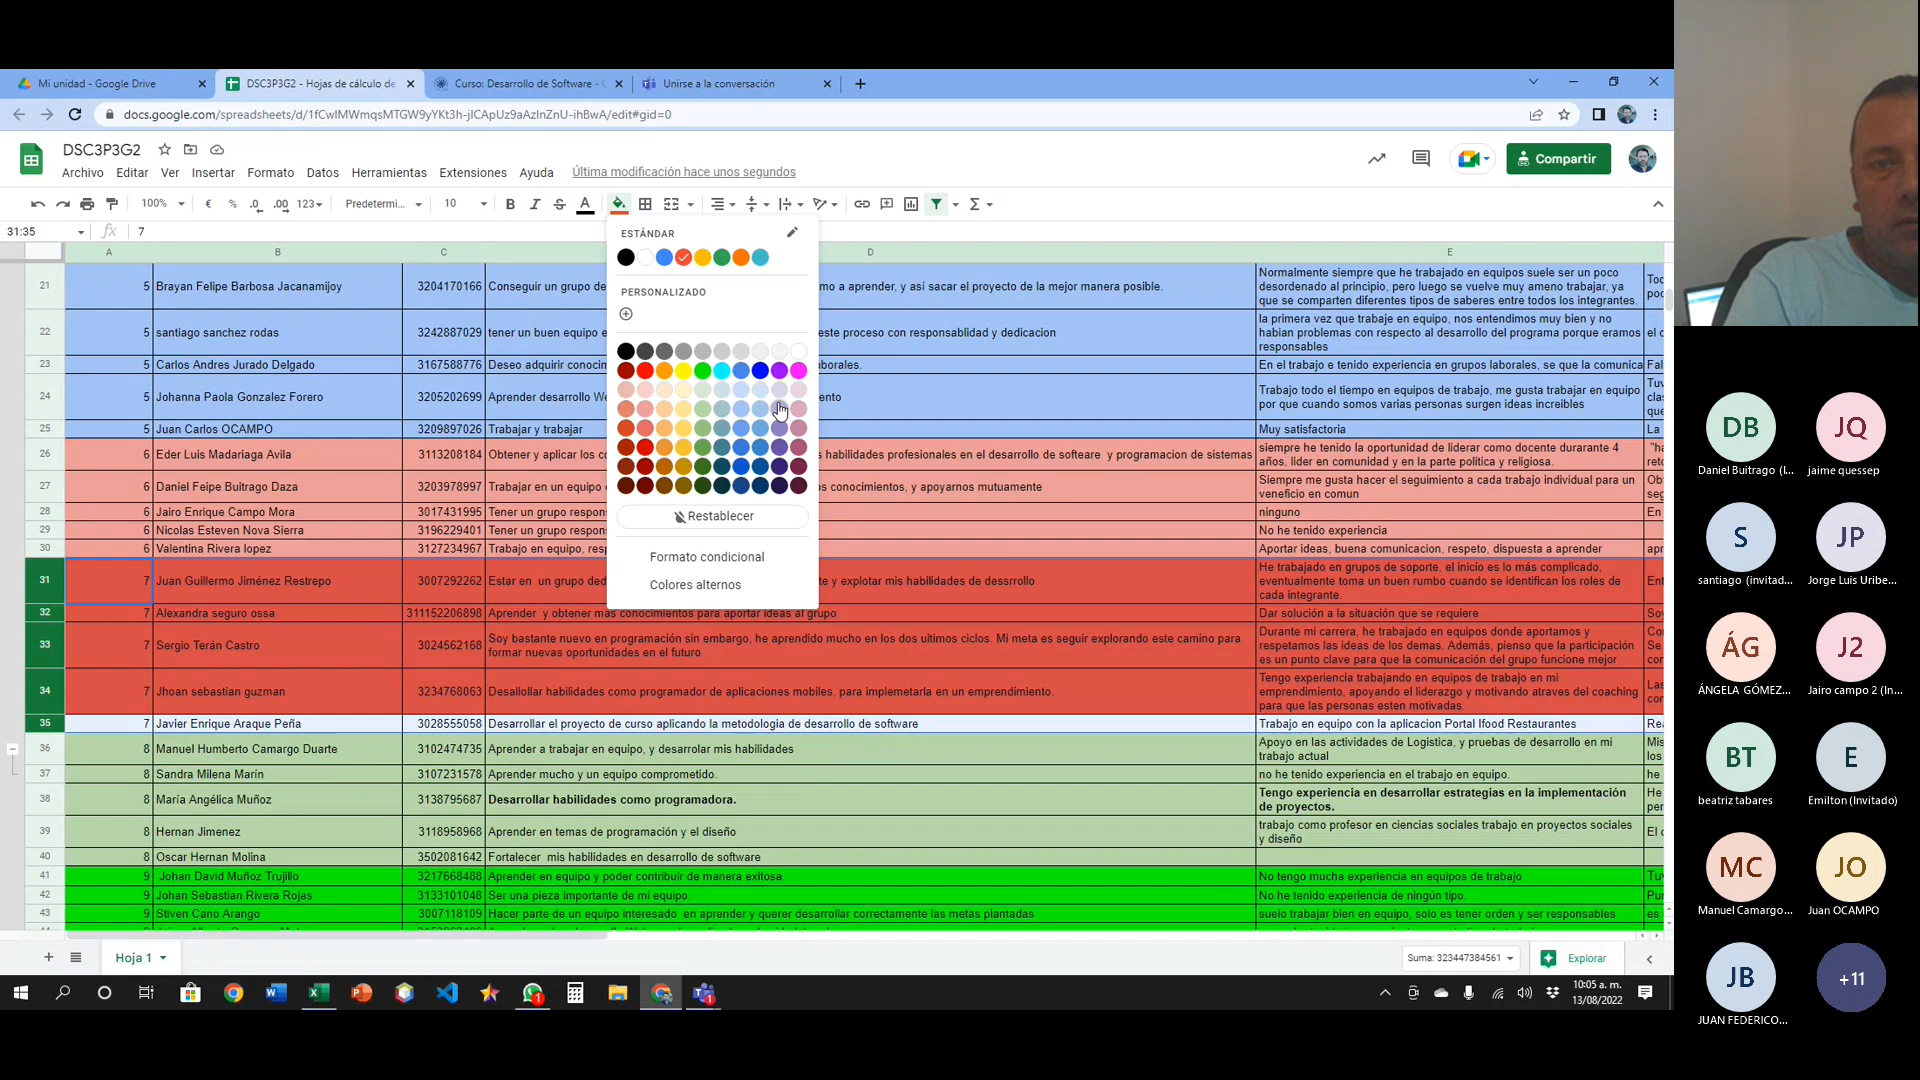 Mi unidad - Google Drive
DSC3P3G2 - Hojas de cálculo de
Curso: Desarrollo de Software - 
Unirse a la conversación
docs.google.com/spreadsheets/d/1fCwIMWmqsMTGW9yYKt3h-jlCApUz9aAzInZnU-ihBwA/edit#gid=0
DSC3P3G2
Archivo Editar Ver Insertar Formato Datos Herramientas Extensiones Ayuda Última modificación hace unos segundos
Compartir
100% € % .0 .00 123 Predetermi... 10 B I S A
31:35 fx 7
A B C D E
ESTÁNDAR
PERSONALIZADO
Restablecer
Formato condicional
Colores alternos
21 5 Brayan Felipe Barbosa Jacanamijoy 3204170166 Conseguir un grupo de mo a aprender, y así sacar el proyecto de la mejor manera posible.
Normalmente siempre que he trabajado en equipos suele ser un poco
desordenado al principio, pero luego se vuelve muy ameno trabajar, ya
que se comparten diferentes tipos de saberes entre todos los integrantes.
22 5 santiago sanchez rodas 3242887029 tener un buen equipo e este proceso con responsablidad y dedicacion
la primera vez que trabaje en equipo, nos entendimos muy bien y no
habian problemas con respecto al desarrollo del programa porque eramos
responsables
23 5 Carlos Andres Jurado Delgado 3167588776 Deseo adquirir conocim aborales.
En el trabajo e tenido experiencia en grupos laborales, se que la comunica Fal
24 5 Johanna Paola Gonzalez Forero 3205202699 Aprender desarrollo We ento
Trabajo todo el tiempo en equipos de trabajo, me gusta trabajar en equipo
por que cuando somos varias personas surgen ideas increibles
25 5 Juan Carlos OCAMPO 3209897026 Trabajar y trabajar Muy satisfactoria La
26 6 Eder Luis Madariaga Avila 3113208184 Obtener y aplicar los co s habilidades profesionales en el desarrollo de softeare y programacion de sistemas
siempre he tenido la oportunidad de liderar como docente durarante 4
años, lider en comunidad y en la parte politica y religiosa.
27 6 Daniel Feipe Buitrago Daza 3203978997 Trabajar en un equipo os conocimientos, y apoyarnos mutuamente
Siempre me gusta hacer el seguimiento a cada trabajo individual para un
veneficio en comun
28 6 Jairo Enrique Campo Mora 3017431995 Tener un grupo respon ninguno En
29 6 Nicolas Esteven Nova Sierra 3196229401 Tener un grupo respon No he tenido experiencia
30 6 Valentina Rivera lopez 3127234967 Trabajo en equipo, resp Aportar ideas, buena comunicacion, respeto, dispuesta a aprender apr
31 7 Juan Guillermo Jiménez Restrepo 3007292262 Estar en un grupo ded te y explotar mis habilidades de dessrrollo
He trabajado en grupos de soporte, el inicio es lo más complicado,
eventualmente toma un buen rumbo cuando se identifican los roles de
cada integrante.
32 7 Alexandra seguro ossa 311152206898 Aprender y obtener más conocimientos para aportar ideas al grupo Dar solución a la situación que se requiere
33 7 Sergio Terán Castro 3024562168 Soy bastante nuevo en programación sin embargo, he aprendido mucho en los dos ultimos ciclos. Mi meta es seguir explorando este camino para
formar nuevas oportunidades en el futuro
Durante mi carrera, he trabajado en equipos donde aportamos y
respetamos las ideas de los demas. Además, pienso que la participación
es un punto clave para que la comunicación del grupo funcione mejor
34 7 Jhoan sebastian guzman 3234768063 Desallollar habilidades como programador de aplicaciones mobiles, para implemetarla en un emprendimiento.
Tengo experiencia trabajando en equipos de trabajo en mi
emprendimiento, apoyando el liderazgo y motivando atraves del coaching
para que las personas esten motivadas.
35 7 Javier Enrique Araque Peña 3028555058 Desarrollar el proyecto de curso aplicando la metodologia de desarrollo de software Trabajo en equipo con la aplicacion Portal Ifood Restaurantes
36 8 Manuel Humberto Camargo Duarte 3102474735 Aprender a trabajar en equipo, y desarrolar mis habilidades
Apoyo en las actividades de Logistica, y pruebas de desarrollo en mi
trabajo actual
37 8 Sandra Milena Marín 3107231578 Aprender mucho y un equipo comprometido. no he tenido experiencia en el trabajo en equipo. he
38 8 María Angélica Muñoz 3138795687 Desarrollar habilidades como programadora.
Tengo experiencia en desarrollar estrategias en la implementación
de proyectos.
39 8 Hernan Jimenez 3118958968 Aprender en temas de programación y el diseño
trabajo como profesor en ciencias sociales trabajo en proyectos sociales
y diseño
40 8 Oscar Hernan Molina 3502081642 Fortalecer mis habilidades en desarrollo de software
41 9 Johan David Muñoz Trujillo 3217668488 Aprender en equipo y poder contribuir de manera exitosa. No tengo mucha experiencia en equipos de trabajo
42 9 Johan Sebastian Rivera Rojas 3133101048 Ser una pieza importante de mi equipo. No he tenido experiencia de ningún tipo.
43 9 Stiven Cano Arango 3007118109 Hacer parte de un equipo interesado en aprender y querer desarrollar correctamente las metas plantadas suelo trabajar bien en equipo, solo es tener orden y ser responsables es
Hoja 1
Suma: 323447384561
Explorar
10:05 a. m.
13/08/2022
DB
Daniel Buitrago (I...
JQ
jaime quessep
S
santiago (invitad...
JP
Jorge Luis Uribe...
ÁG
ÁNGELA GÓMEZ...
J2
Jairo campo 2 (In...
BT
beatriz tabares
E
Emilton (Invitado)
MC
Manuel Camargo...
JO
Juan OCAMPO
JB
JUAN FEDERICO...
+11